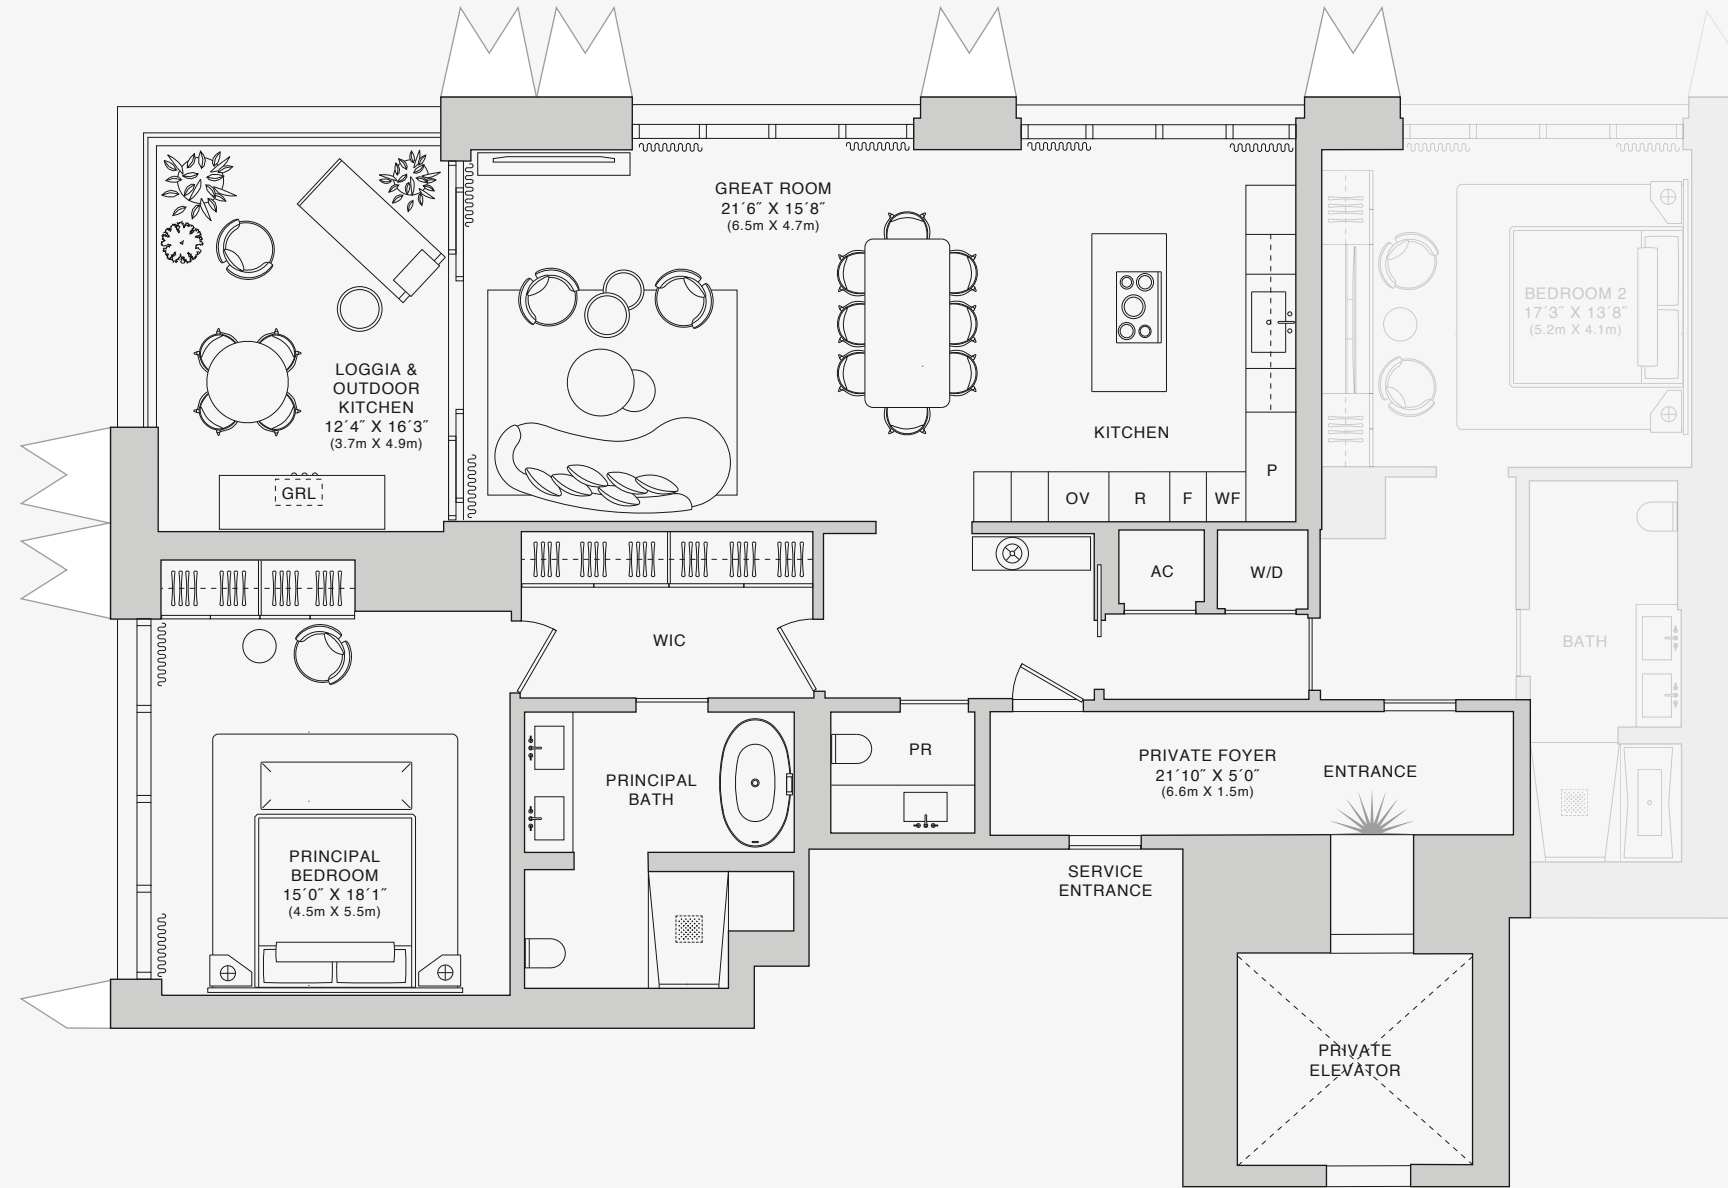 GREAT ROOM
21´6˝ X 15´8˝
(6.5m X 4.7m)
BEDROOM 2
17´3˝ X 13´8˝
(5.2m X 4.1m)
LOGGIA &
OUTDOOR
KITCHEN
12´4˝ X 16´3˝
(3.7m X 4.9m)
KITCHEN
GRL
OV
R
F
WF
P
AC
W/D
WIC
BATH
PRINCIPAL
BATH
PR
PRIVATE FOYER
21´10˝ X 5´0˝
(6.6m X 1.5m)
ENTRANCE
PRINCIPAL
BEDROOM
15´0˝ X 18´1˝
(4.5m X 5.5m)
SERVICE
ENTRANCE
PRIVATE
ELEVATOR